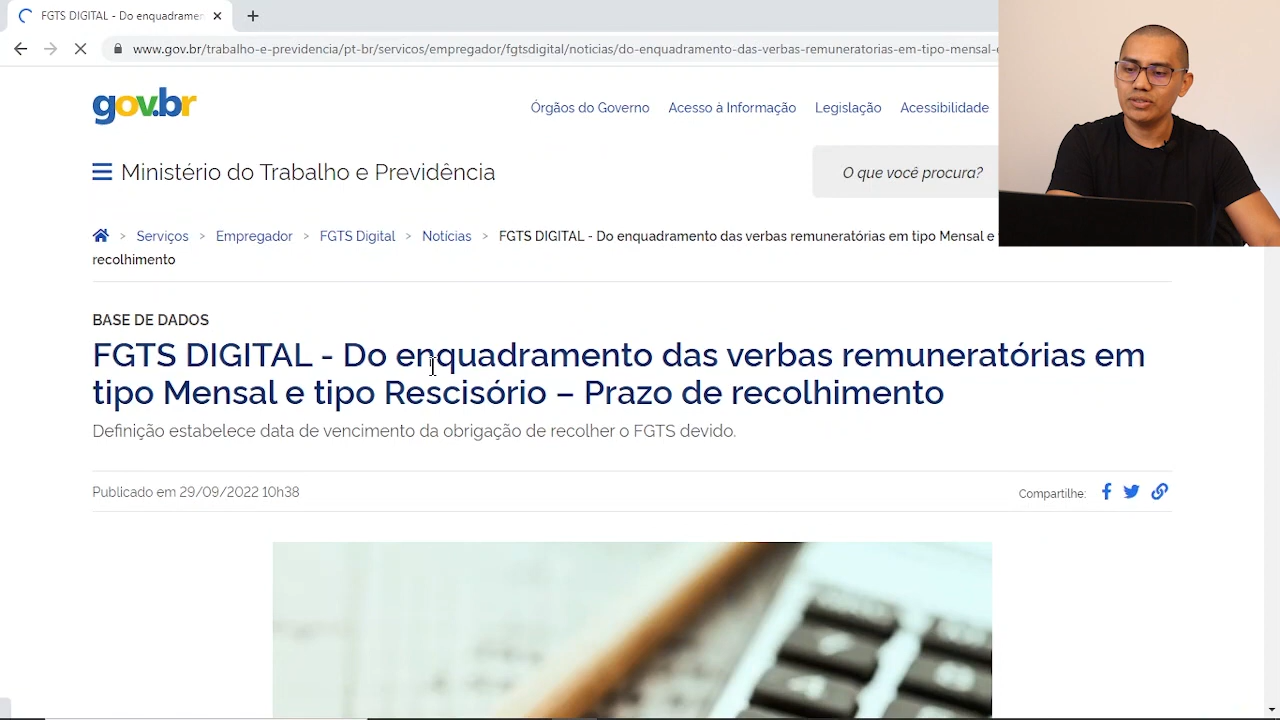 FGTS DIGITAL - Do enquadramen
www.gov.br/trabalho-e-previdencia/pt-br/servicos/empregador/fgtsdigital/noticias/do-enquadramento-das-verbas-remuneratorias-em-tipo-mensal-
gov.br
Órgãos do Governo Acesso à Informação Legislação Acessibilidade
Ministério do Trabalho e Previdência
O que você procura?
> Serviços > Empregador > FGTS Digital > Notícias > FGTS DIGITAL - Do enquadramento das verbas remuneratórias em tipo Mensal e
recolhimento
BASE DE DADOS
FGTS DIGITAL - Do enquadramento das verbas remuneratórias em
tipo Mensal e tipo Rescisório – Prazo de recolhimento
Definição estabelece data de vencimento da obrigação de recolher o FGTS devido.
Publicado em 29/09/2022 10h38
Compartilhe: